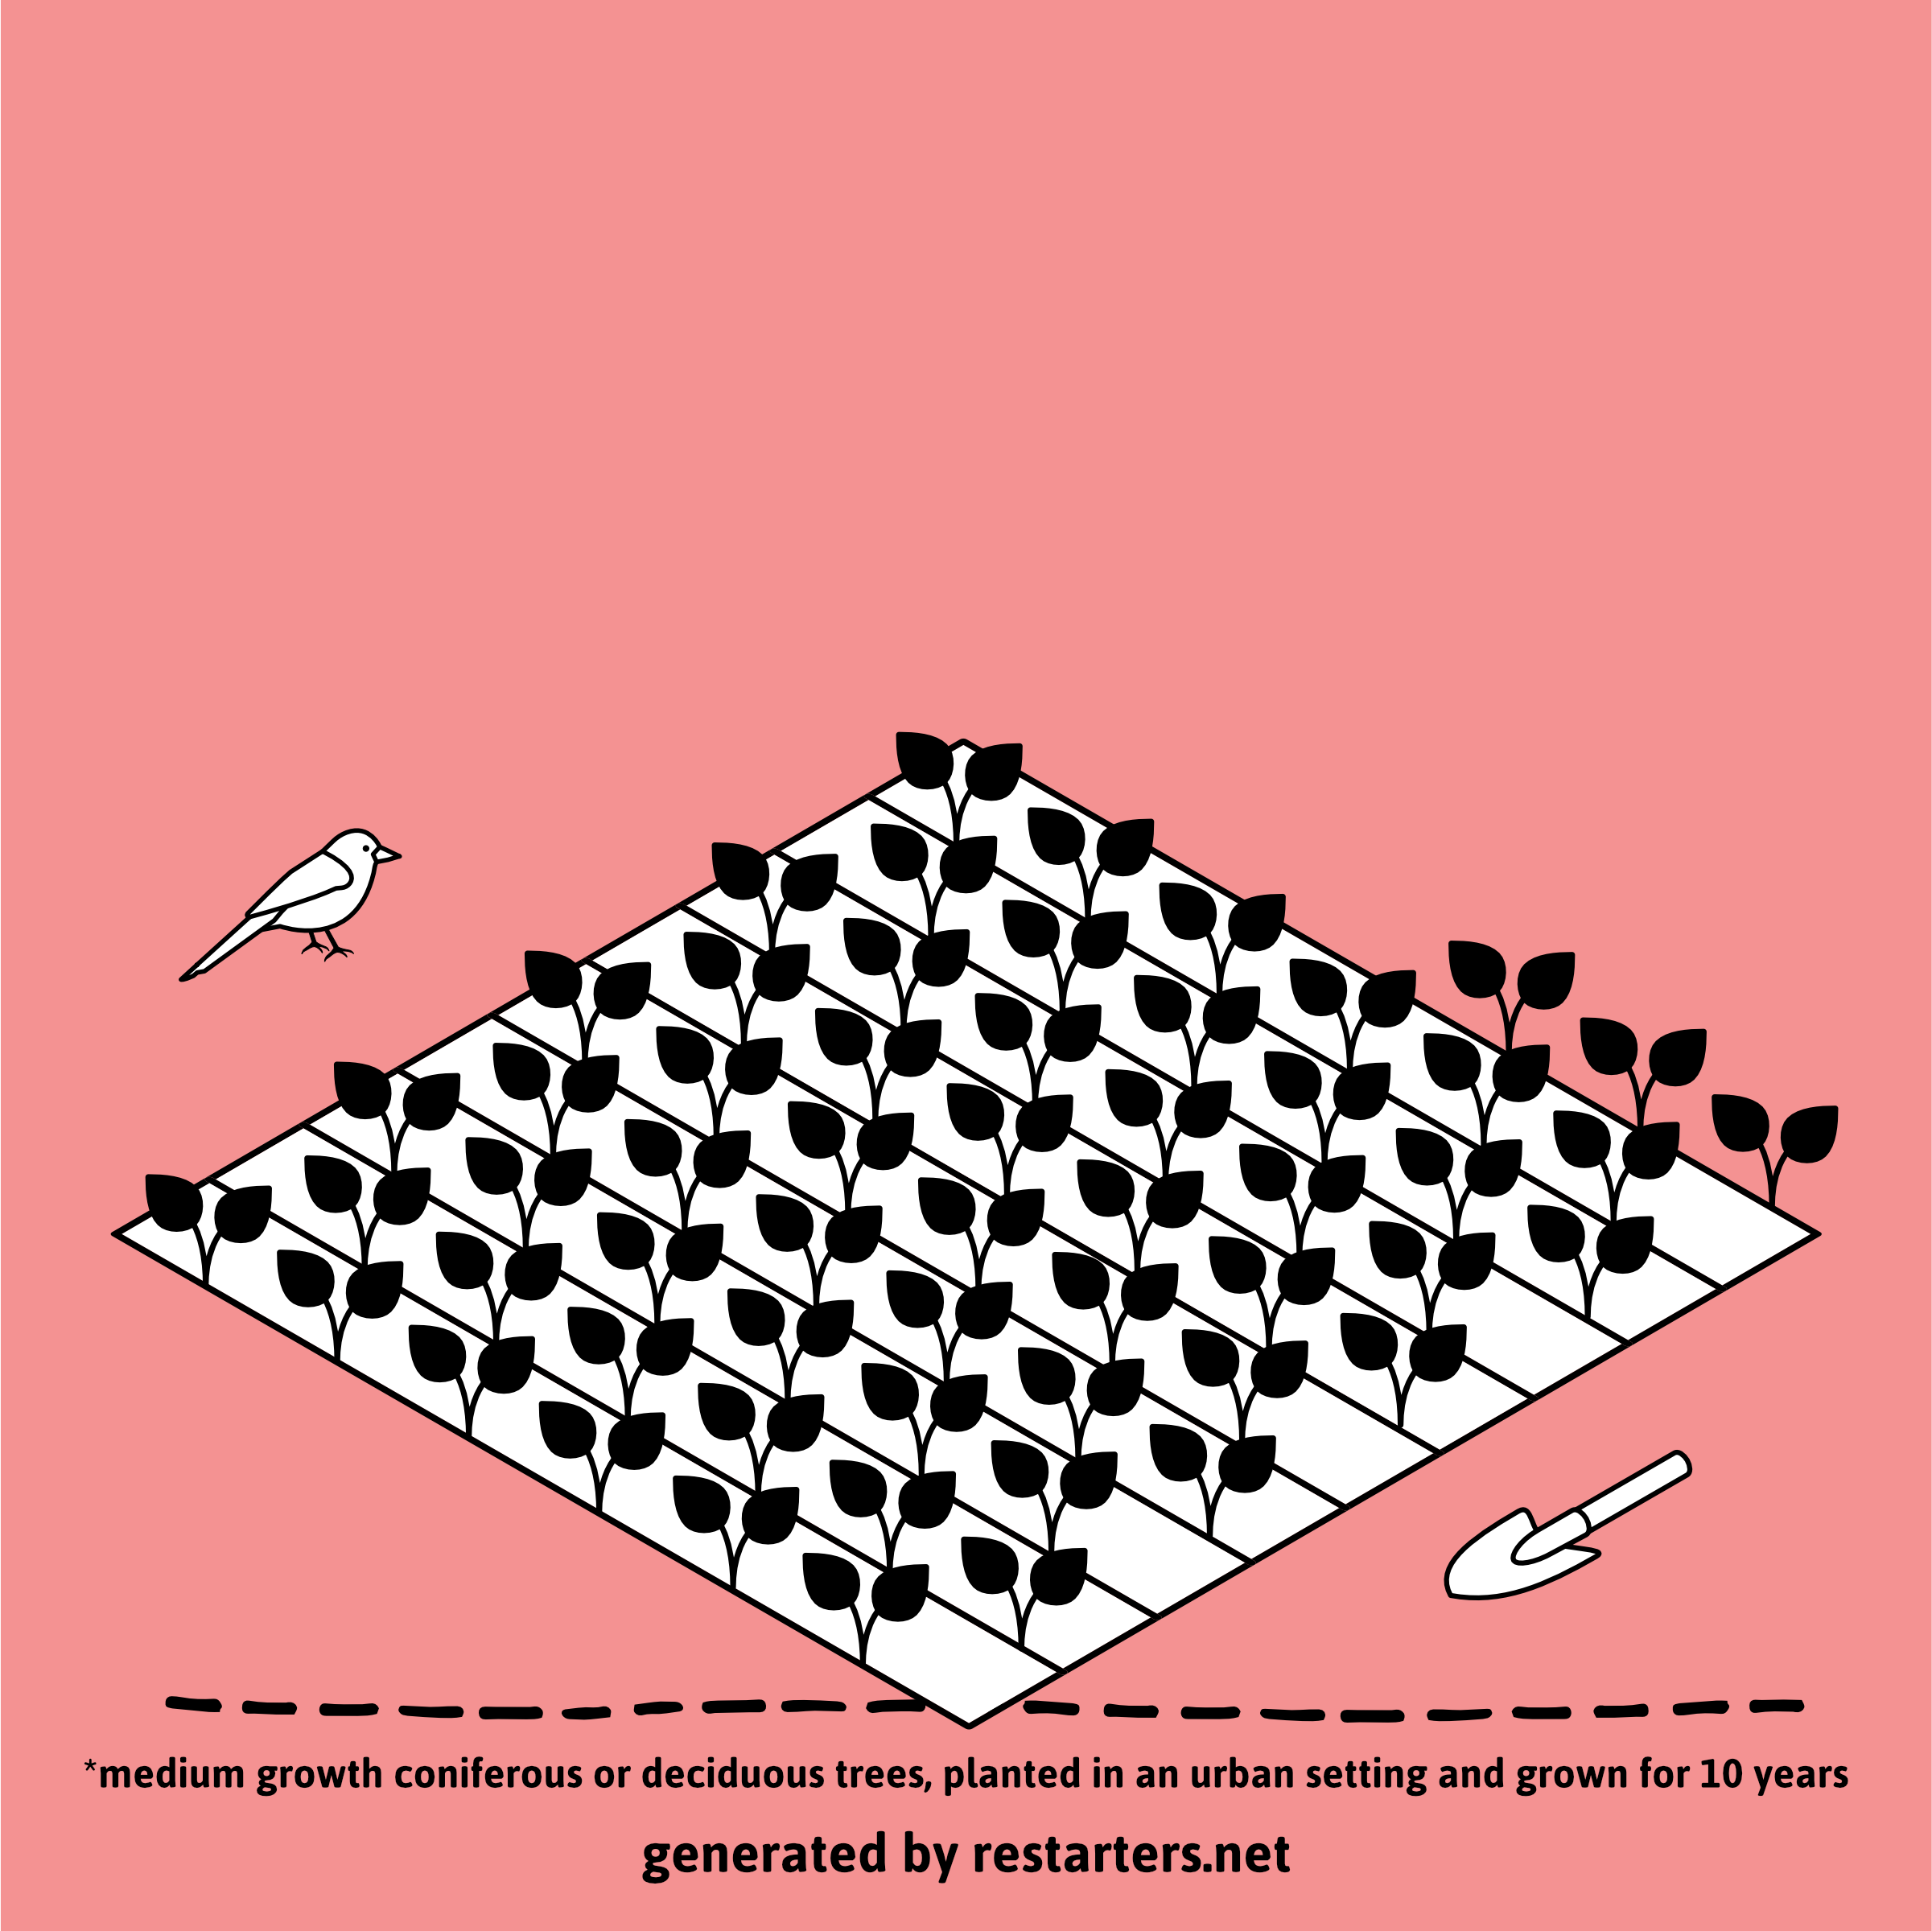 *medium growth coniferous or deciduous trees, planted in an urban setting and grown for 10 years
generated by restarters.net